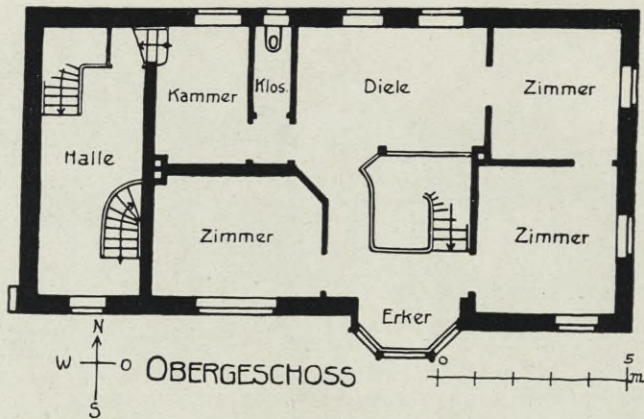 Kammer
Klos.
Diele
Zimmer
Halle
Zimmer
Zimmer
Erker
N
W O
S
OBERGESCHOSS
0 5
m